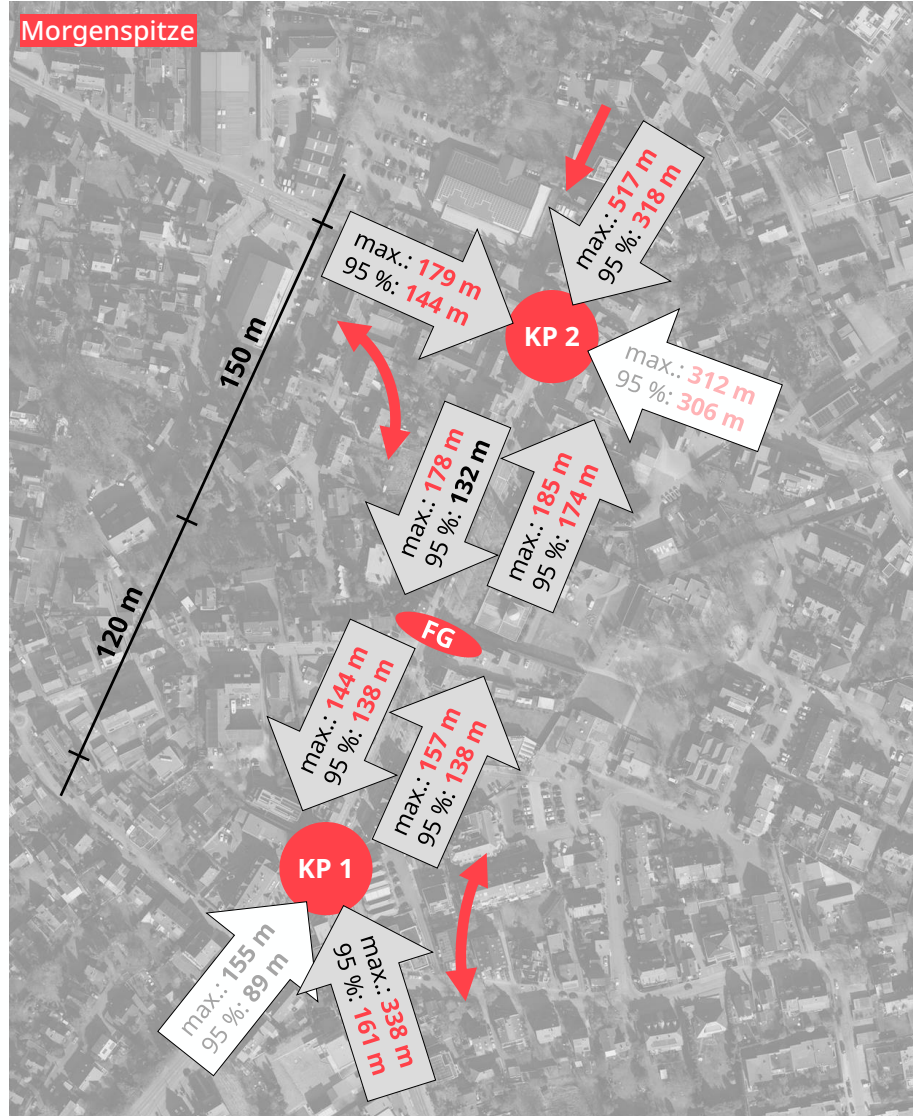 Morgenspitze
max.: 517 m
95 %: 318 m
max.: 179 m
95 %: 144 m
KP 2
150 m
max.: 312 m
95 %: 306 m
max.: 178 m
95 %: 132 m
max.: 185 m
95 %: 174 m
120 m
FG
max.: 144 m
95 %: 138 m
max.: 157 m
95 %: 138 m
KP 1
max.: 155 m
95 %: 89 m
max.: 338 m
95 %: 161 m